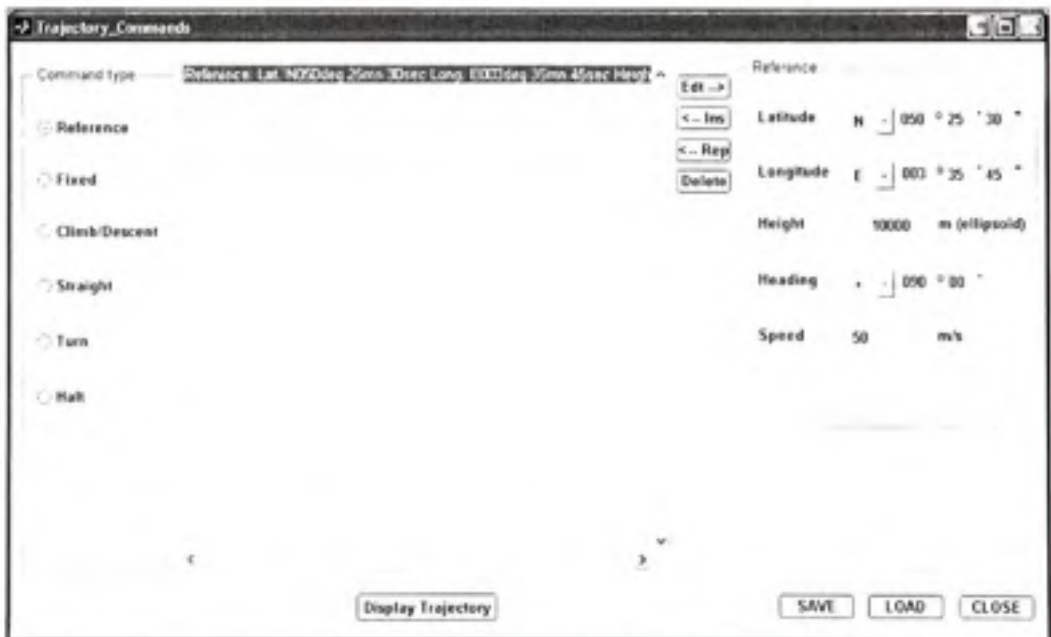 Trajectory_Commands
Command type
Reference
Fixed
Climb/Descent
Straight
Turn
Halt
Reference Lat. N050deg 25mn 30sec Long. E003deg 35mn 45sec Heigh
Edit -->
<-- Ins
<-- Rep
Delete
Reference
Latitude N 050 ° 25 ' 30 "
Longitude E 003 ° 35 ' 45 "
Height 10000 m (ellipsoid)
Heading + 090 ° 00 '
Speed 50 m/s
Display Trajectory
SAVE LOAD CLOSE